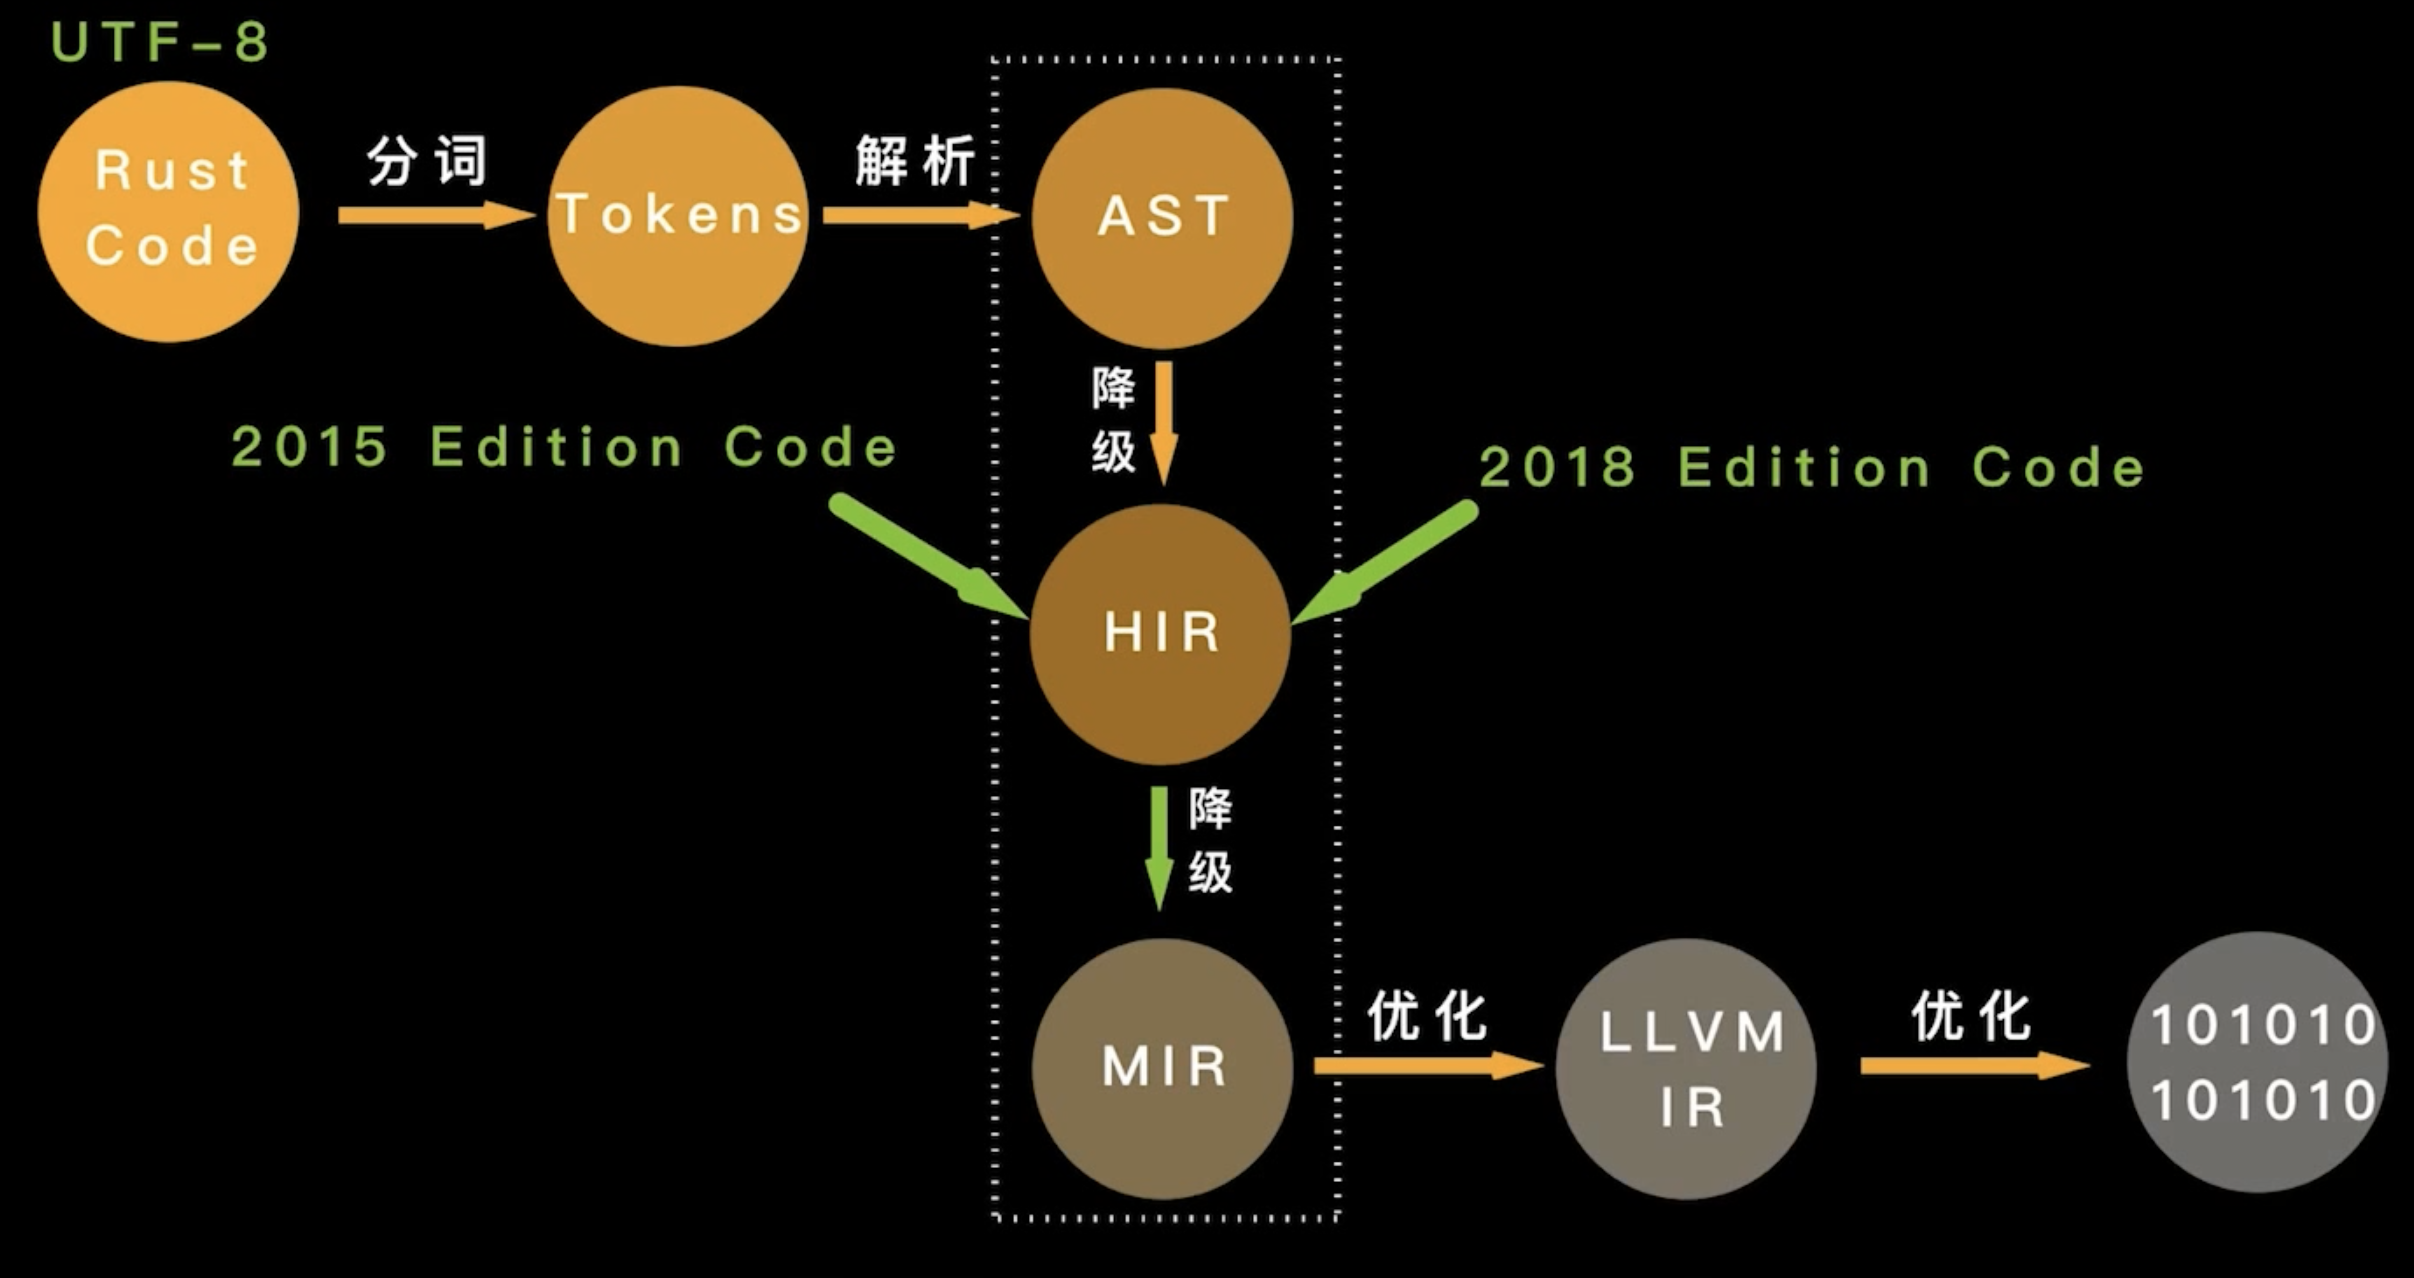 UTF-8
Rust
Code
分词
Tokens
解析
AST
降
级
2015 Edition Code
2018 Edition Code
HIR
降
级
MIR
优化
LLVM
IR
优化
101010
101010